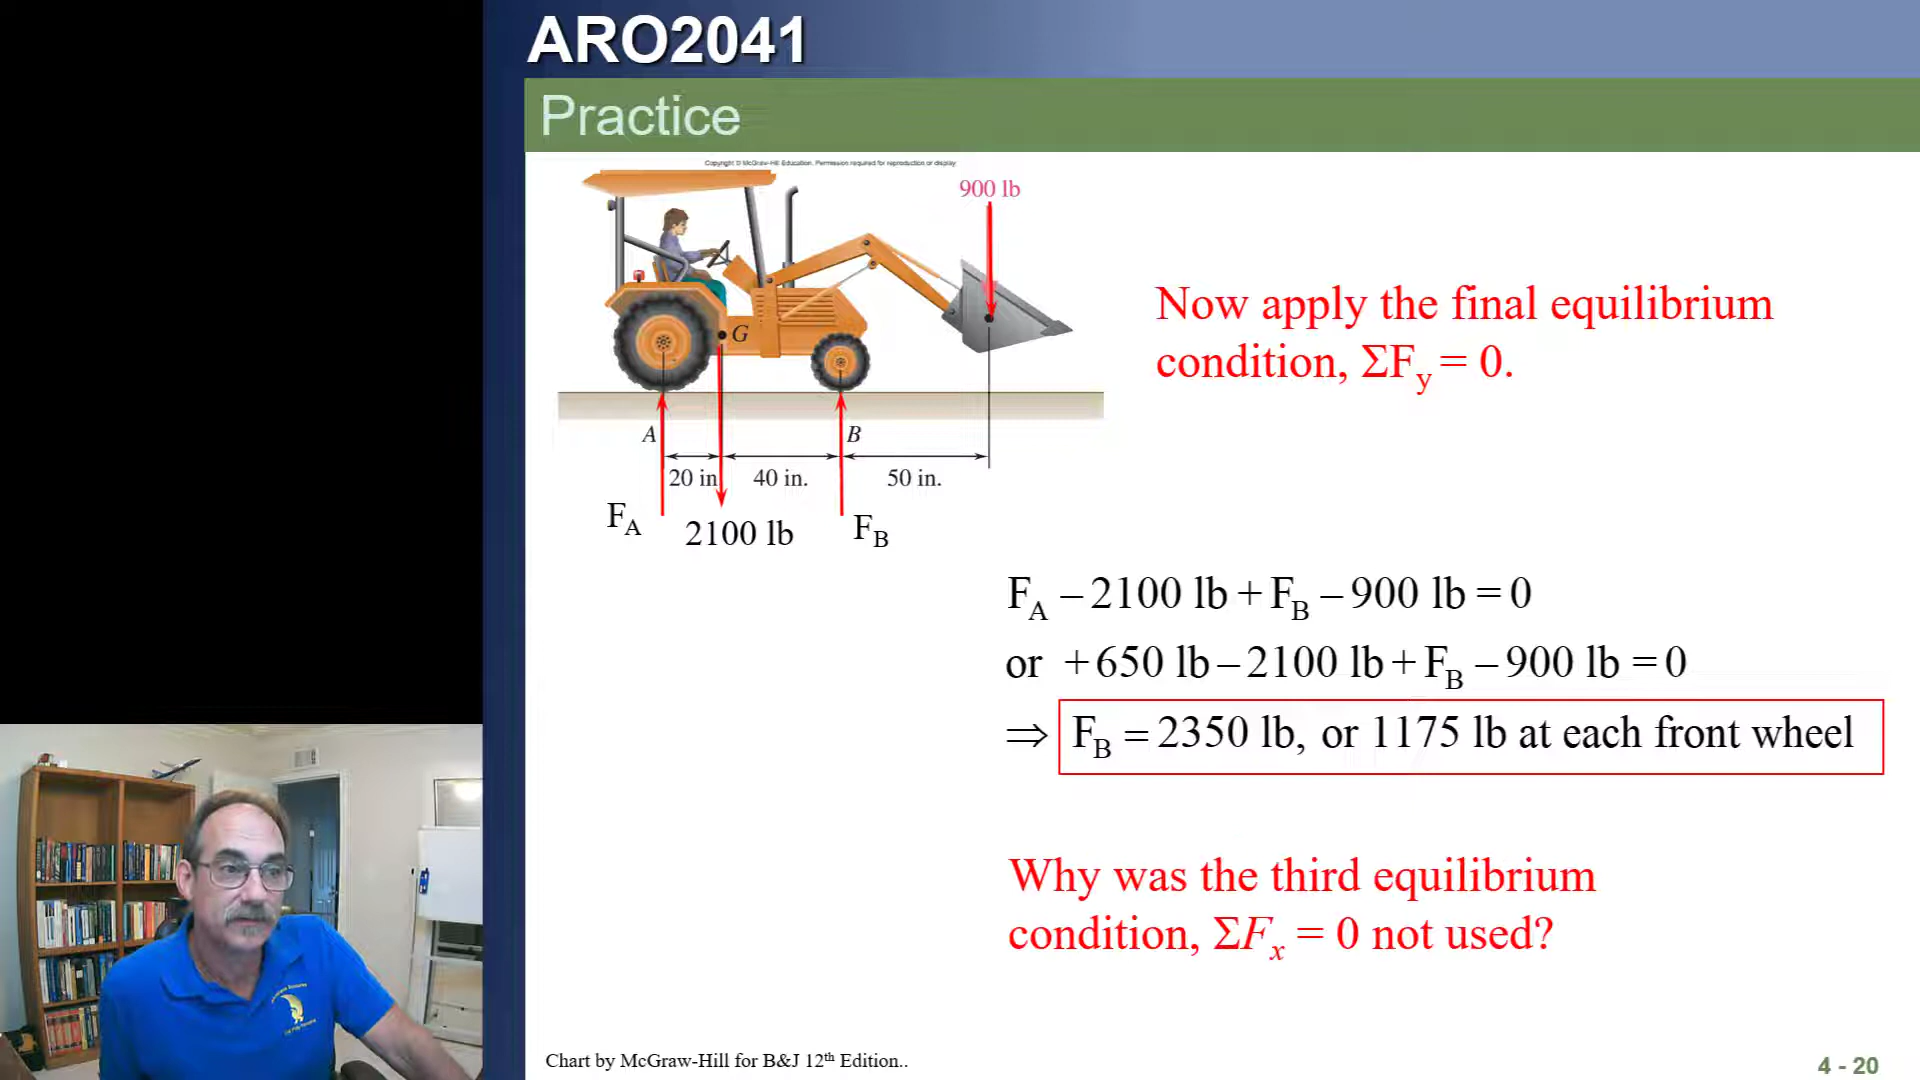 ARO2041
Practice
Copyright © McGraw-Hill Education. Permission required for reproduction or display
900 lb
G
A
B
20 in
40 in.
50 in.
F_A
2100 lb
F_B
Now apply the final equilibrium
condition, ΣF_y = 0.
F_A – 2100 lb + F_B – 900 lb = 0
or +650 lb – 2100 lb + F_B – 900 lb = 0
⇒ F_B = 2350 lb, or 1175 lb at each front wheel
Why was the third equilibrium
condition, ΣF_x = 0 not used?
Chart by McGraw-Hill for B&J 12th Edition..
4 - 20